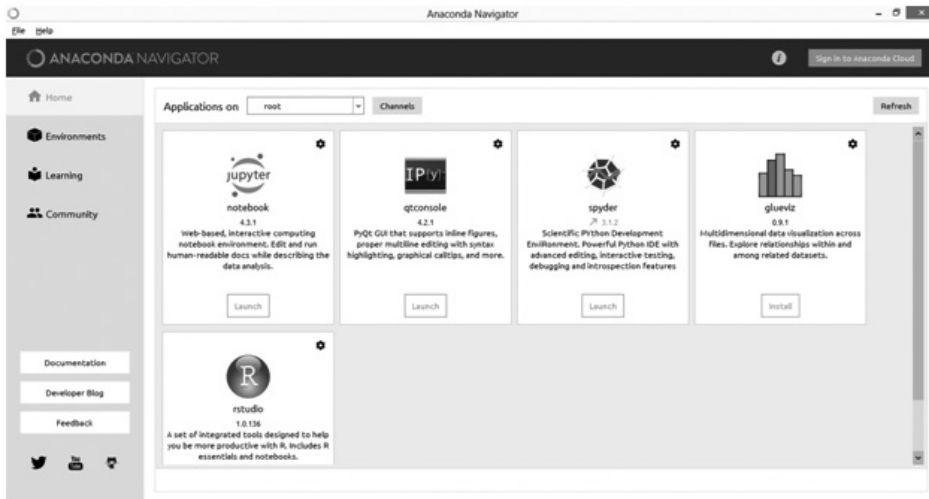 Anaconda Navigator
File Help
ANACONDA NAVIGATOR
Sign in to Anaconda Cloud
Home
Environments
Learning
Community
Documentation
Developer Blog
Feedback
You
Tube
Applications on root Channels Refresh
jupyter
notebook
4.3.1
Web-based, interactive computing
notebook environment. Edit and run
human-readable docs while describing the
data analysis.
Launch
IP[y]
qtconsole
4.2.1
PyQt GUI that supports inline figures,
proper multiline editing with syntax
highlighting, graphical calltips, and more.
Launch
spyder
3.1.2
Scientific PYthon Development
EnviRonment. Powerful Python IDE with
advanced editing, interactive testing,
debugging and introspection features
Launch
glueviz
0.9.1
Multidimensional data visualization across
files. Explore relationships within and
among related datasets.
Install
R
rstudio
1.0.136
A set of integrated tools designed to help
you be more productive with R. Includes R
essentials and notebooks.